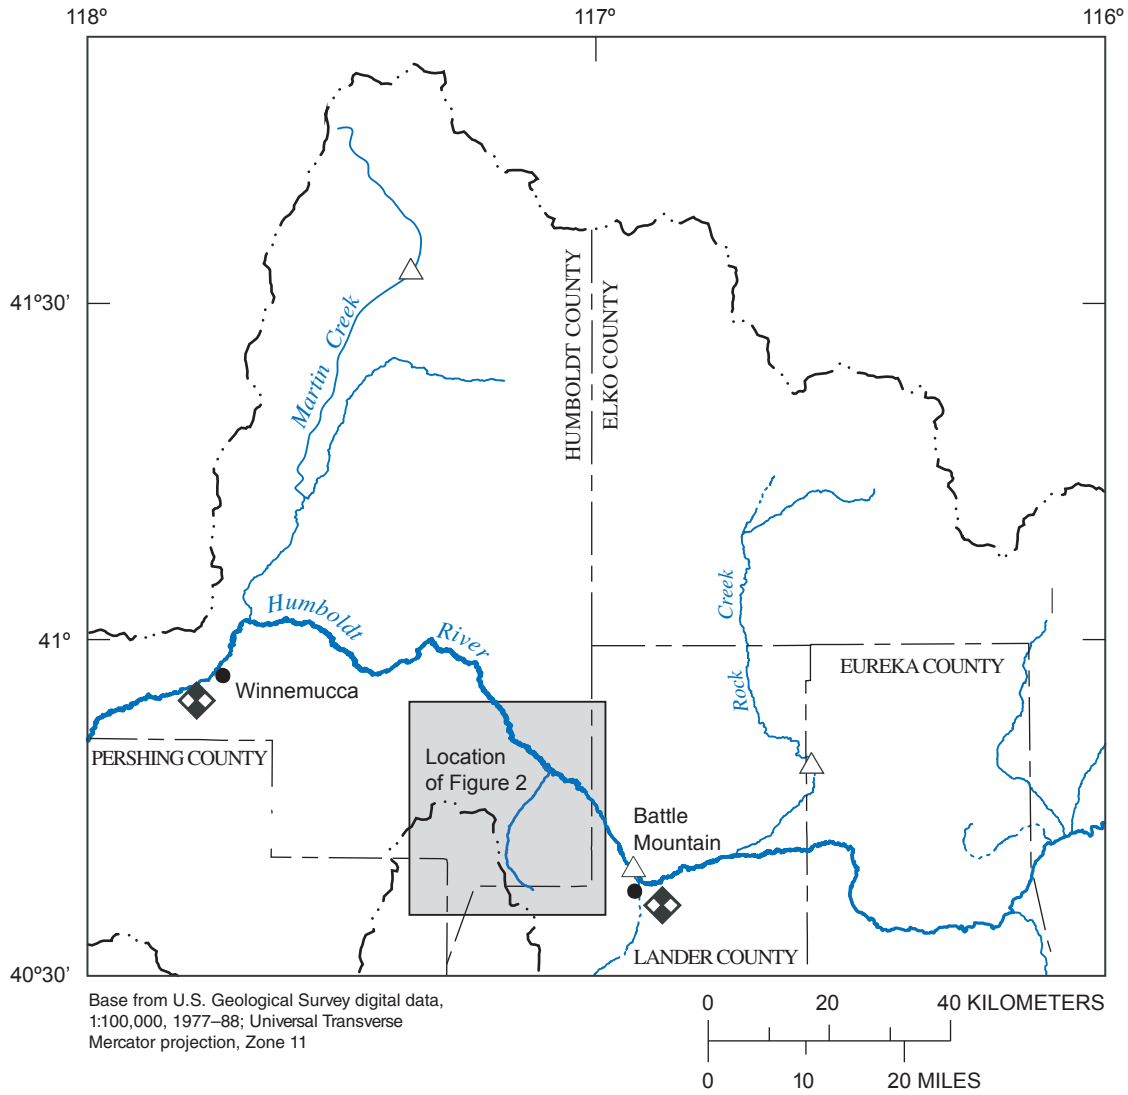 118º
117º
116º
41º30'
HUMBOLDT COUNTY
ELKO COUNTY
Martin Creek
Rock Creek
41º
Humboldt River
EUREKA COUNTY
Winnemucca
PERSHING COUNTY
Location
of Figure 2
Battle
Mountain
LANDER COUNTY
40º30'
Base from U.S. Geological Survey digital data,
1:100,000, 1977–88; Universal Transverse
Mercator projection, Zone 11
0 20 40 KILOMETERS
0 10 20 MILES